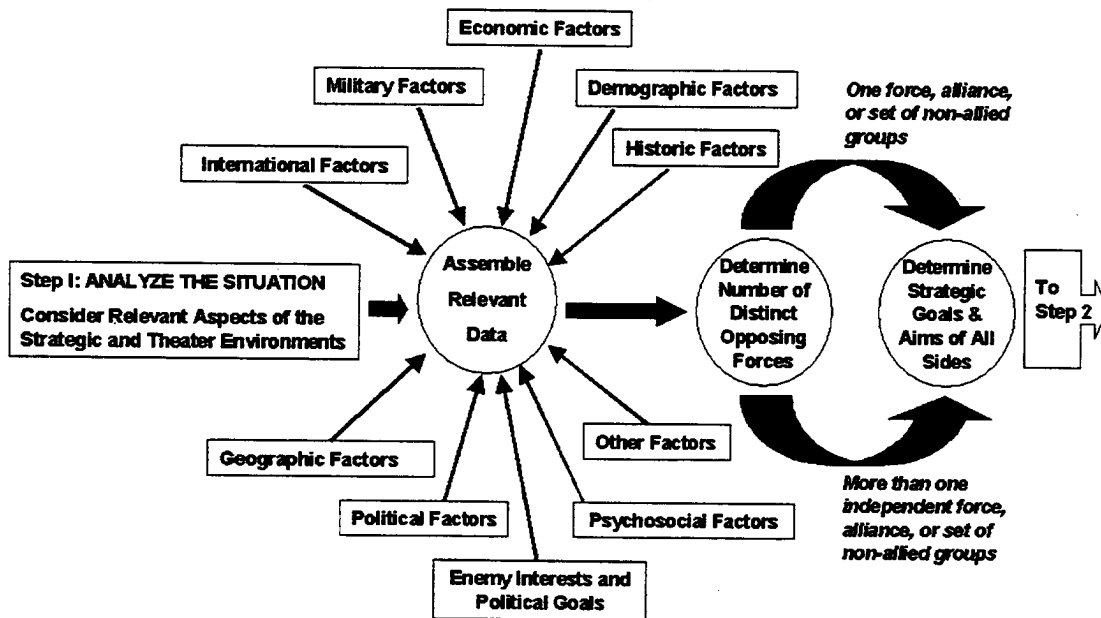 Economic Factors
Military Factors
Demographic Factors
International Factors
Historic Factors
One force, alliance,
or set of non-allied
groups
Step I: ANALYZE THE SITUATION
Consider Relevant Aspects of the
Strategic and Theater Environments
Assemble
Relevant
Data
Determine
Number of
Distinct
Opposing
Forces
Determine
Strategic
Goals &
Aims of All
Sides
To
Step 2
Geographic Factors
Political Factors
Enemy Interests and
Political Goals
Psychosocial Factors
Other Factors
More than one
independent force,
alliance, or set of
non-allied groups